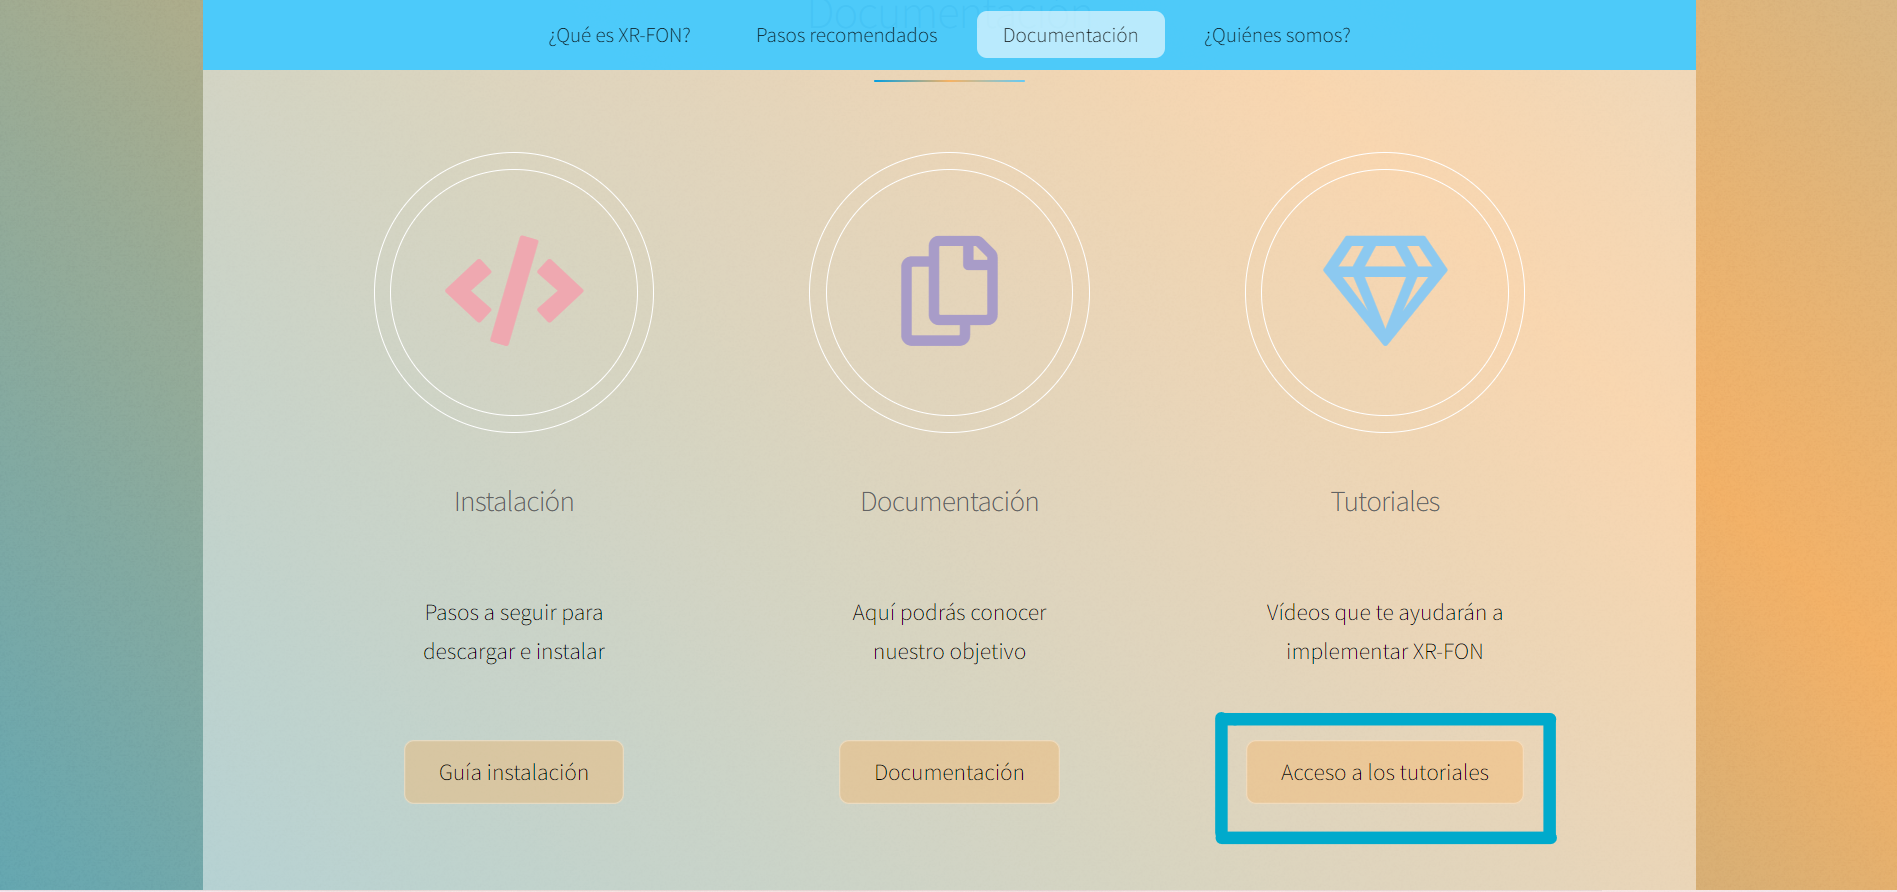 Documentación
¿Qué es XR-FON?
Pasos recomendados
Documentación
¿Quiénes somos?
Instalación
Documentación
Tutoriales
Pasos a seguir para
descargar e instalar
Aquí podrás conocer
nuestro objetivo
Vídeos que te ayudarán a
implementar XR-FON
Guía instalación
Documentación
Acceso a los tutoriales